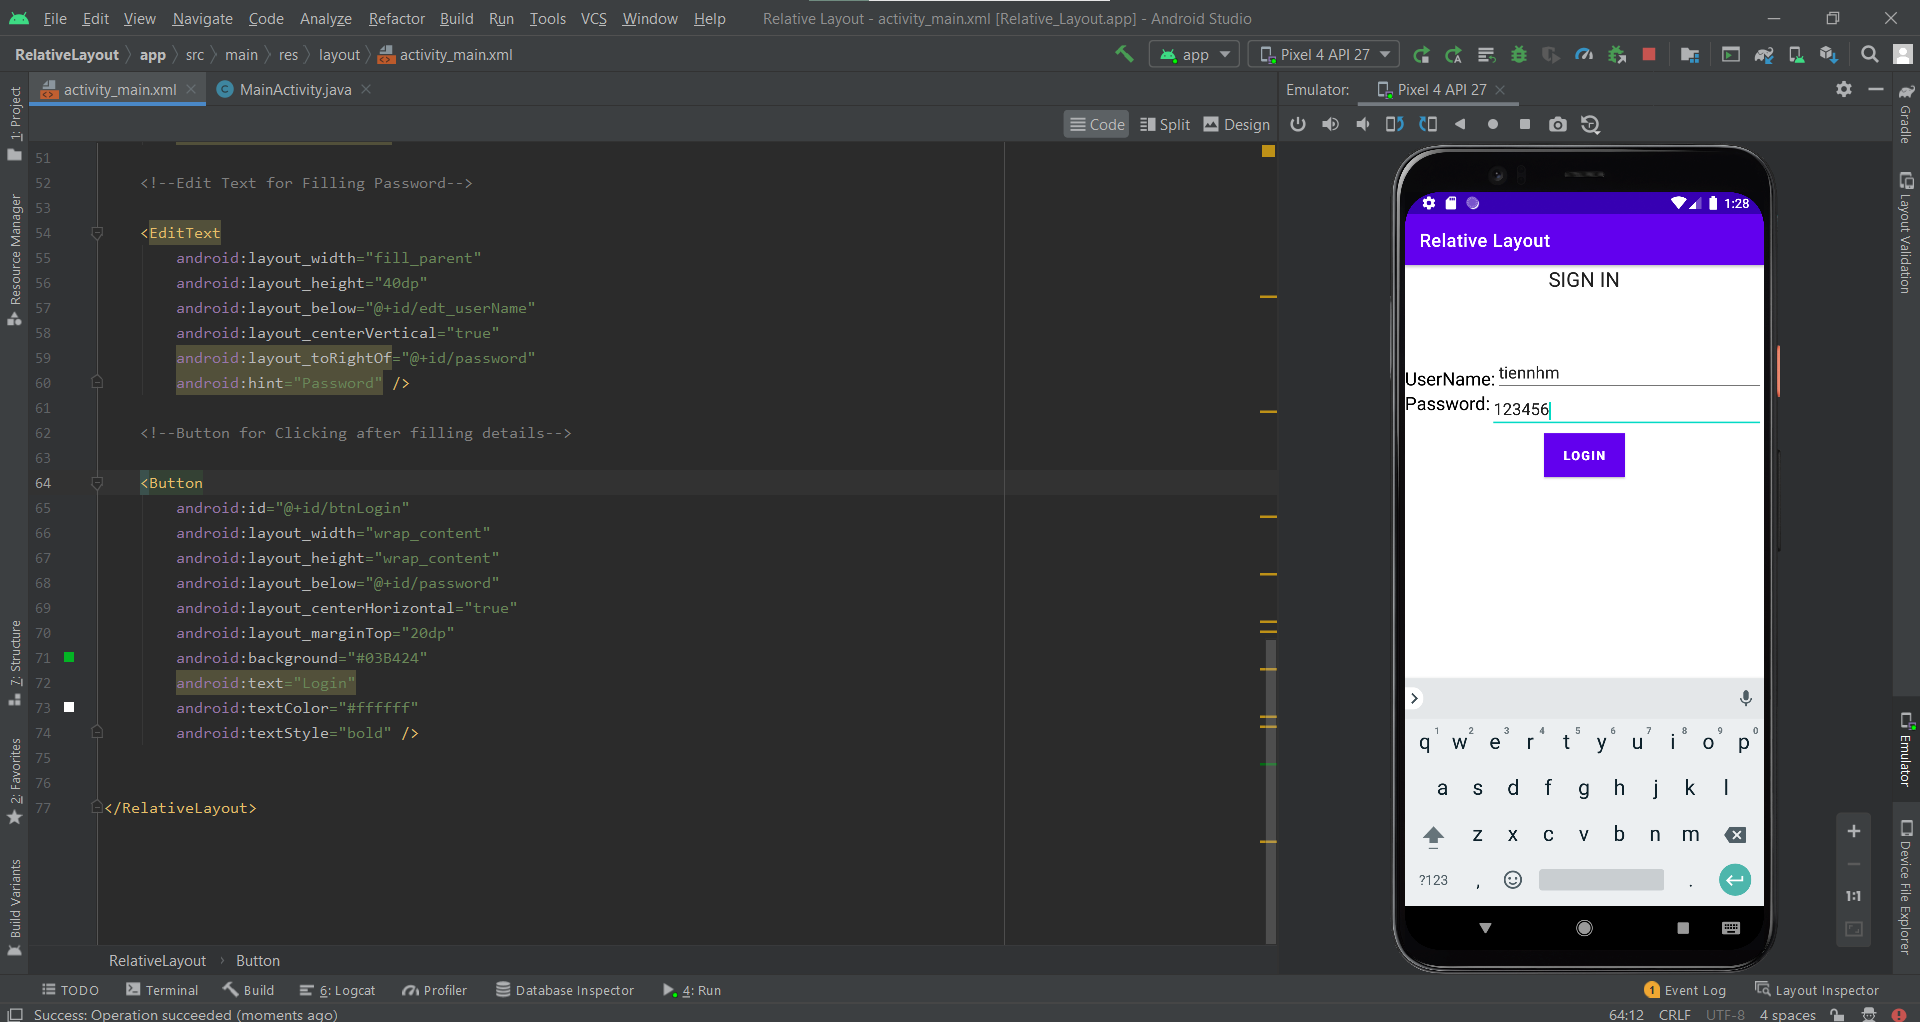 File Edit View Navigate Code Analyze Refactor Build Run Tools VCS Window Help Relative Layout - activity_main.xml [Relative_Layout.app] - Android Studio
RelativeLayout app src main res layout activity_main.xml app Pixel 4 API 27
activity_main.xml MainActivity.java Emulator: Pixel 4 API 27
Code Split Design
1: Project
Resource Manager
7: Structure
2: Favorites
Build Variants
51
52 <!--Edit Text for Filling Password-->
53
54 <EditText
55 android:layout_width="fill_parent"
56 android:layout_height="40dp"
57 android:layout_below="@+id/edt_userName"
58 android:layout_centerVertical="true"
59 android:layout_toRightOf="@+id/password"
60 android:hint="Password" />
61
62 <!--Button for Clicking after filling details-->
63
64 <Button
65 android:id="@+id/btnLogin"
66 android:layout_width="wrap_content"
67 android:layout_height="wrap_content"
68 android:layout_below="@+id/password"
69 android:layout_centerHorizontal="true"
70 android:layout_marginTop="20dp"
71 android:background="#03B424"
72 android:text="Login"
73 android:textColor="#ffffff"
74 android:textStyle="bold" />
75
76
77 </RelativeLayout>
RelativeLayout Button
1:28
Relative Layout
SIGN IN
UserName: tiennhm
Password: 123456
LOGIN
q1 w2 e3 r4 t5 y6 u7 i8 o9 p0
a s d f g h j k l
z x c v b n m
?123 , .
1:1
Gradle
Layout Validation
Emulator
Device File Explorer
TODO Terminal Build 6: Logcat Profiler Database Inspector 4: Run 1 Event Log Layout Inspector
Success: Operation succeeded (moments ago) 64:12 CRLF UTF-8 4 spaces